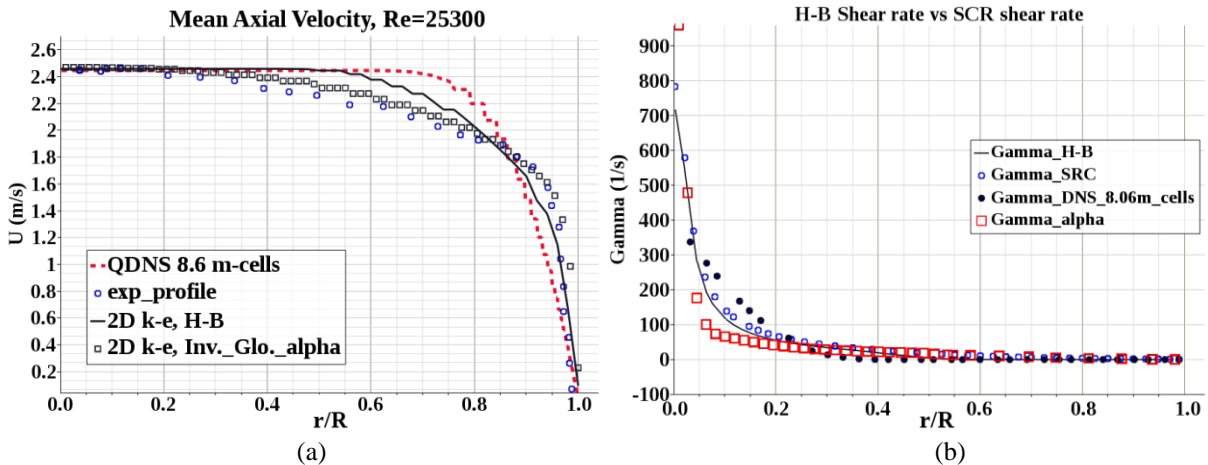 Mean Axial Velocity, Re=25300
2.6
2.4
2.2
2
1.8
1.6
1.4
1.2
1
0.8
0.6
0.4
0.2
U (m/s)
QDNS 8.6 m-cells
exp_profile
2D k-e, H-B
2D k-e, Inv._Glo._alpha
0.0
0.2
0.4
0.6
0.8
1.0
r/R
(a)
H-B Shear rate vs SCR shear rate
900
800
700
600
500
400
300
200
100
0
-100
Gamma (1/s)
Gamma_H-B
Gamma_SRC
Gamma_DNS_8.06m_cells
Gamma_alpha
0.0
0.2
0.4
0.6
0.8
1.0
r/R
(b)